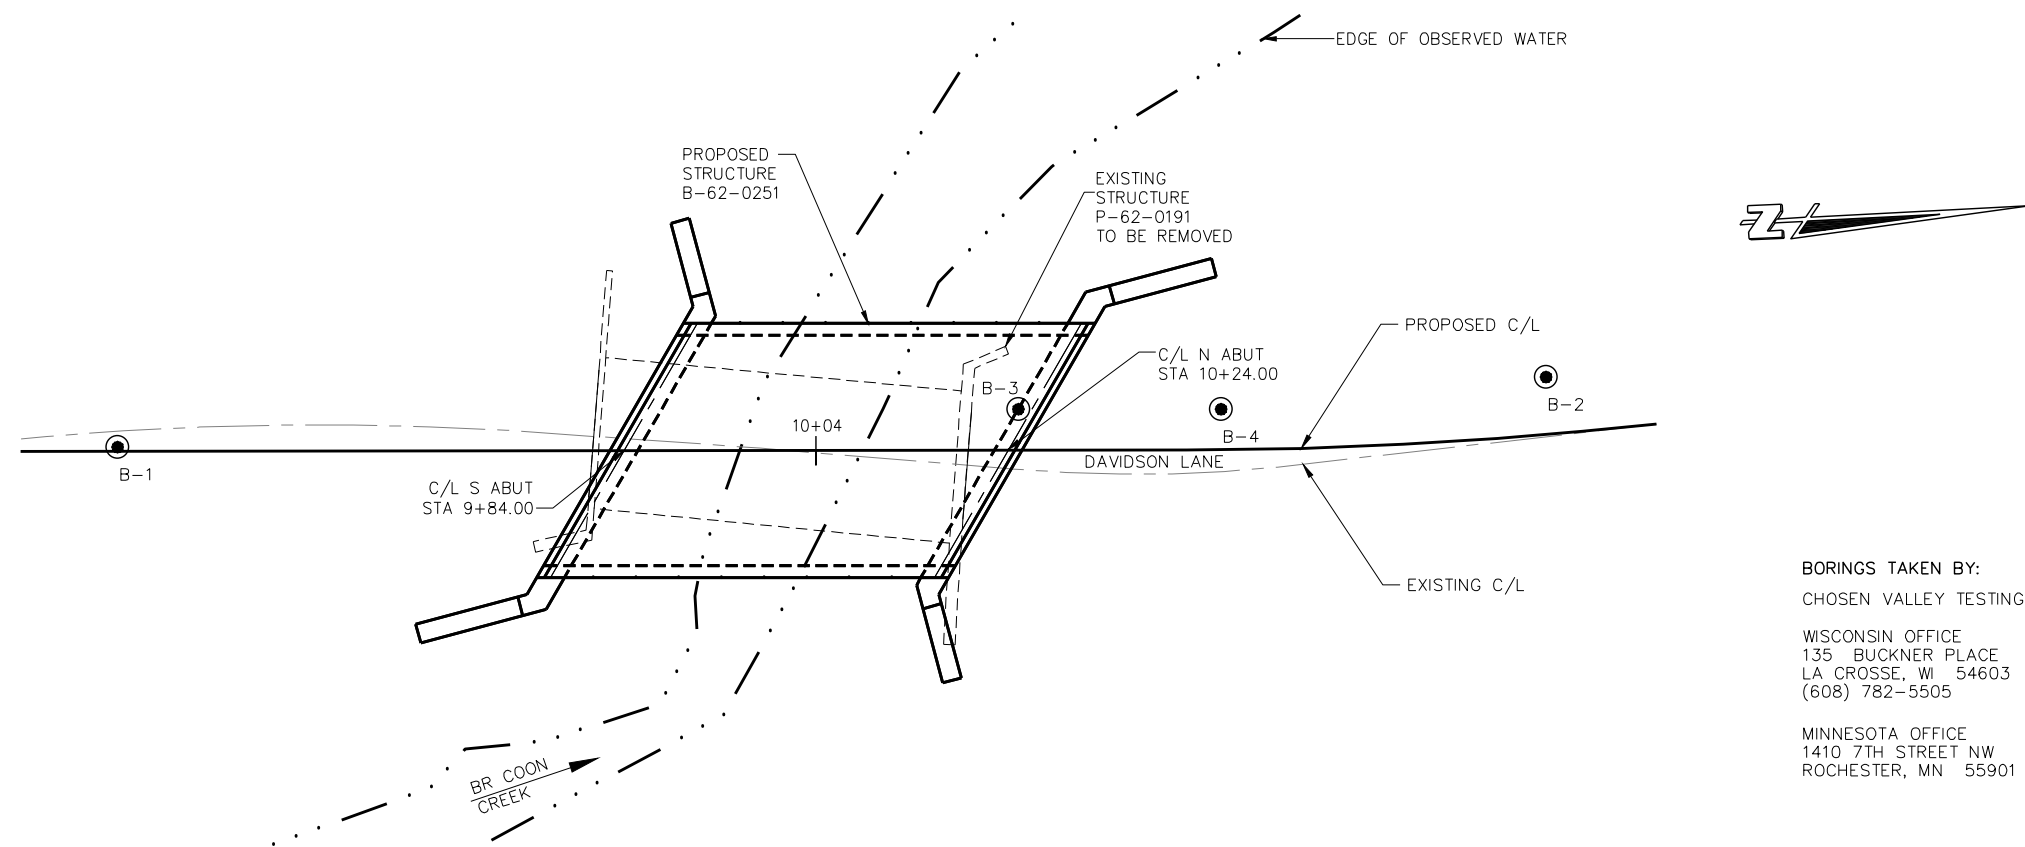 EDGE OF OBSERVED WATER
PROPOSED
STRUCTURE
B-62-0251
EXISTING
STRUCTURE
P-62-0191
TO BE REMOVED
N
PROPOSED C/L
C/L N ABUT
STA 10+24.00
B-3
B-2
10+04
B-4
DAVIDSON LANE
B-1
C/L S ABUT
STA 9+84.00
EXISTING C/L
BORINGS TAKEN BY:
CHOSEN VALLEY TESTING
WISCONSIN OFFICE
135 BUCKNER PLACE
LA CROSSE, WI 54603
(608) 782-5505
MINNESOTA OFFICE
1410 7TH STREET NW
ROCHESTER, MN 55901
BR COON
CREEK